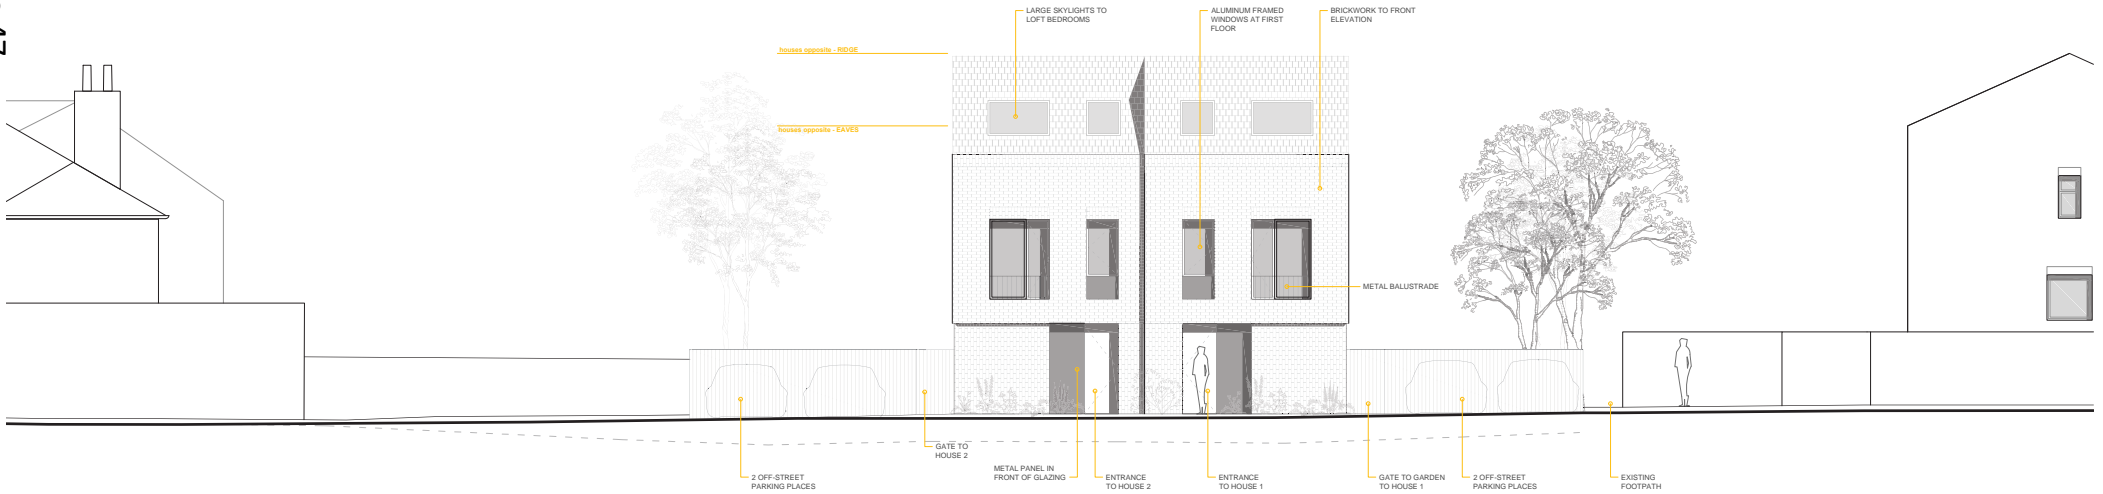 LARGE SKYLIGHTS TO
LOFT BEDROOMS
ALUMINUM FRAMED
WINDOWS AT FIRST
FLOOR
BRICKWORK TO FRONT
ELEVATION
houses opposite - RIDGE
houses opposite - EAVES
METAL BALUSTRADE
GATE TO
HOUSE 2
2 OFF-STREET
PARKING PLACES
METAL PANEL IN
FRONT OF GLAZING
ENTRANCE
TO HOUSE 2
ENTRANCE
TO HOUSE 1
GATE TO GARDEN
TO HOUSE 1
2 OFF-STREET
PARKING PLACES
EXISTING
FOOTPATH